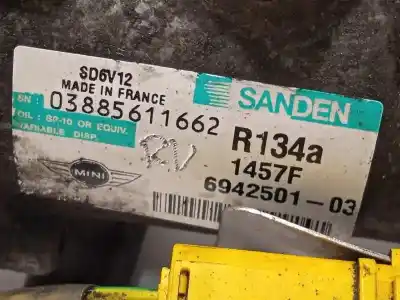 SD6V12
MADE IN FRANCE
SANDEN
SN: 03885611662
OIL: SP-10 OR EQUIV.
VARIABLE DISP.
RV
R134a
1457F
6942501-03
MINI